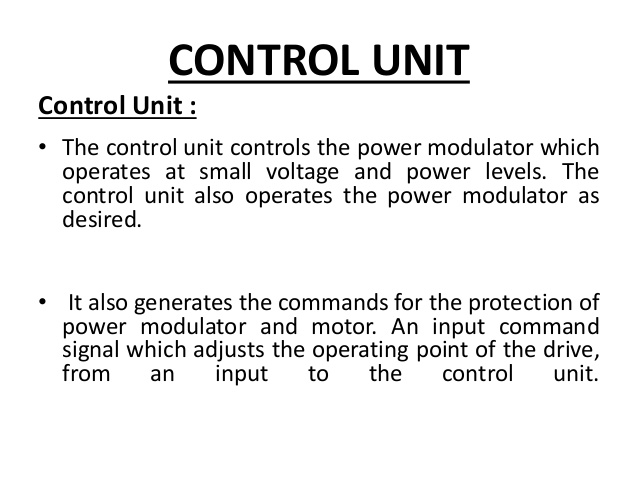 CONTROL UNIT
Control Unit :
• The control unit controls the power modulator which
operates at small voltage and power levels. The
control unit also operates the power modulator as
desired.
• It also generates the commands for the protection of
power modulator and motor. An input command
signal which adjusts the operating point of the drive,
from an input to the control unit.